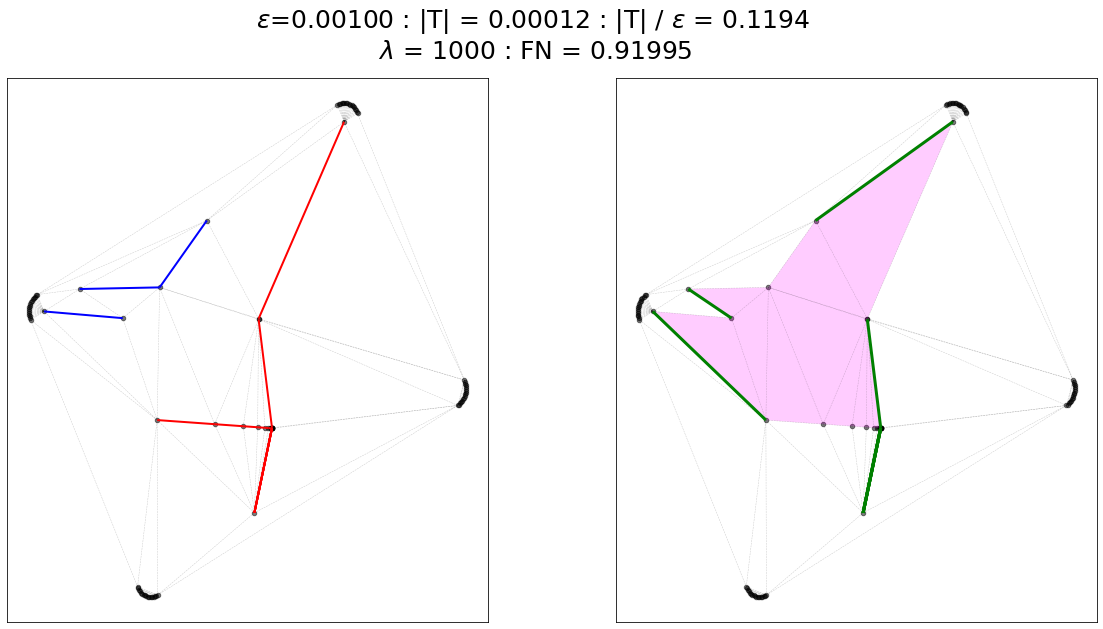 ε=0.00100 : |T| = 0.00012 : |T| / ε = 0.1194
λ = 1000 : FN = 0.91995